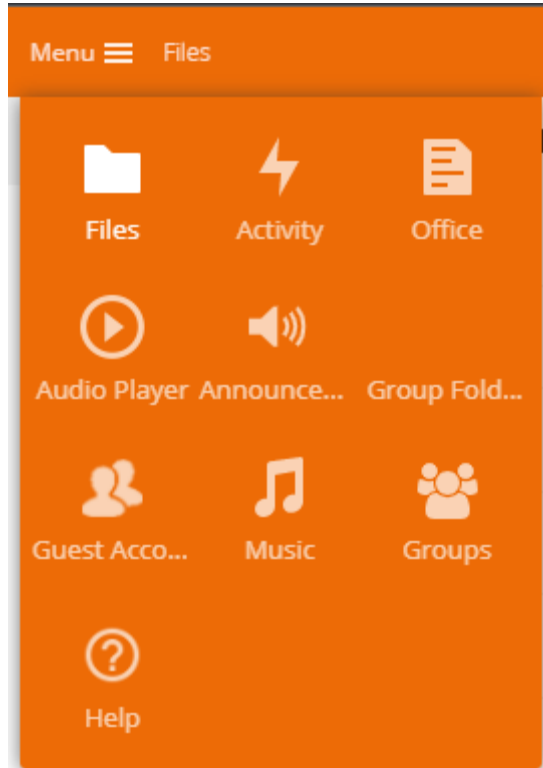 Menu Files
Files Activity Office
Audio Player Announce... Group Fold...
Guest Acco... Music Groups
Help